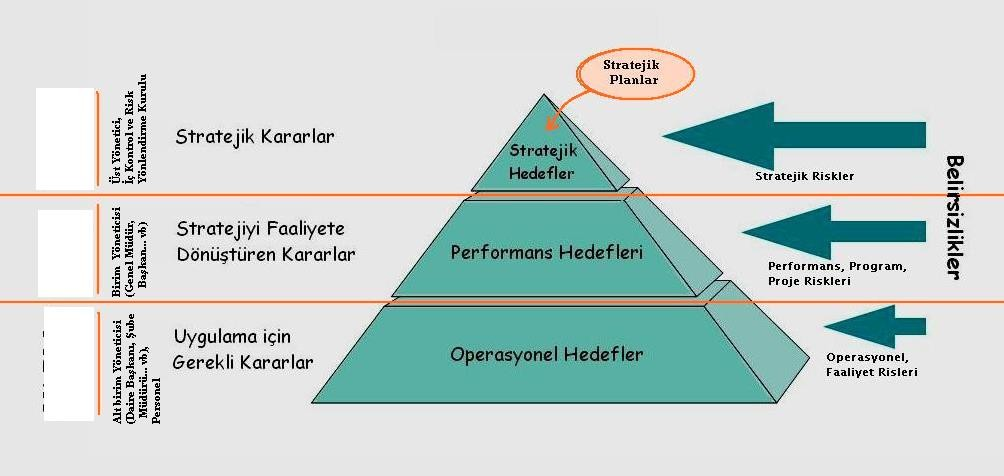 Stratejik
Planlar
Üst Yönetici,
İç Kontrol ve Risk
Yönlendirme Kurulu
Stratejik Kararlar
Stratejik
Hedefler
Stratejik Riskler
Belirsizlikler
Birim Yöneticisi
(Genel Müdür,
Başkan... vb)
Stratejiyi Faaliyete
Dönüştüren Kararlar
Performans Hedefleri
Performans, Program,
Proje Riskleri
Alt birim Yöneticisi
(Daire Başkanı, Şube
Müdürü... vb),
Personel
Uygulama için
Gerekli Kararlar
Operasyonel Hedefler
Operasyonel,
Faaliyet Risleri